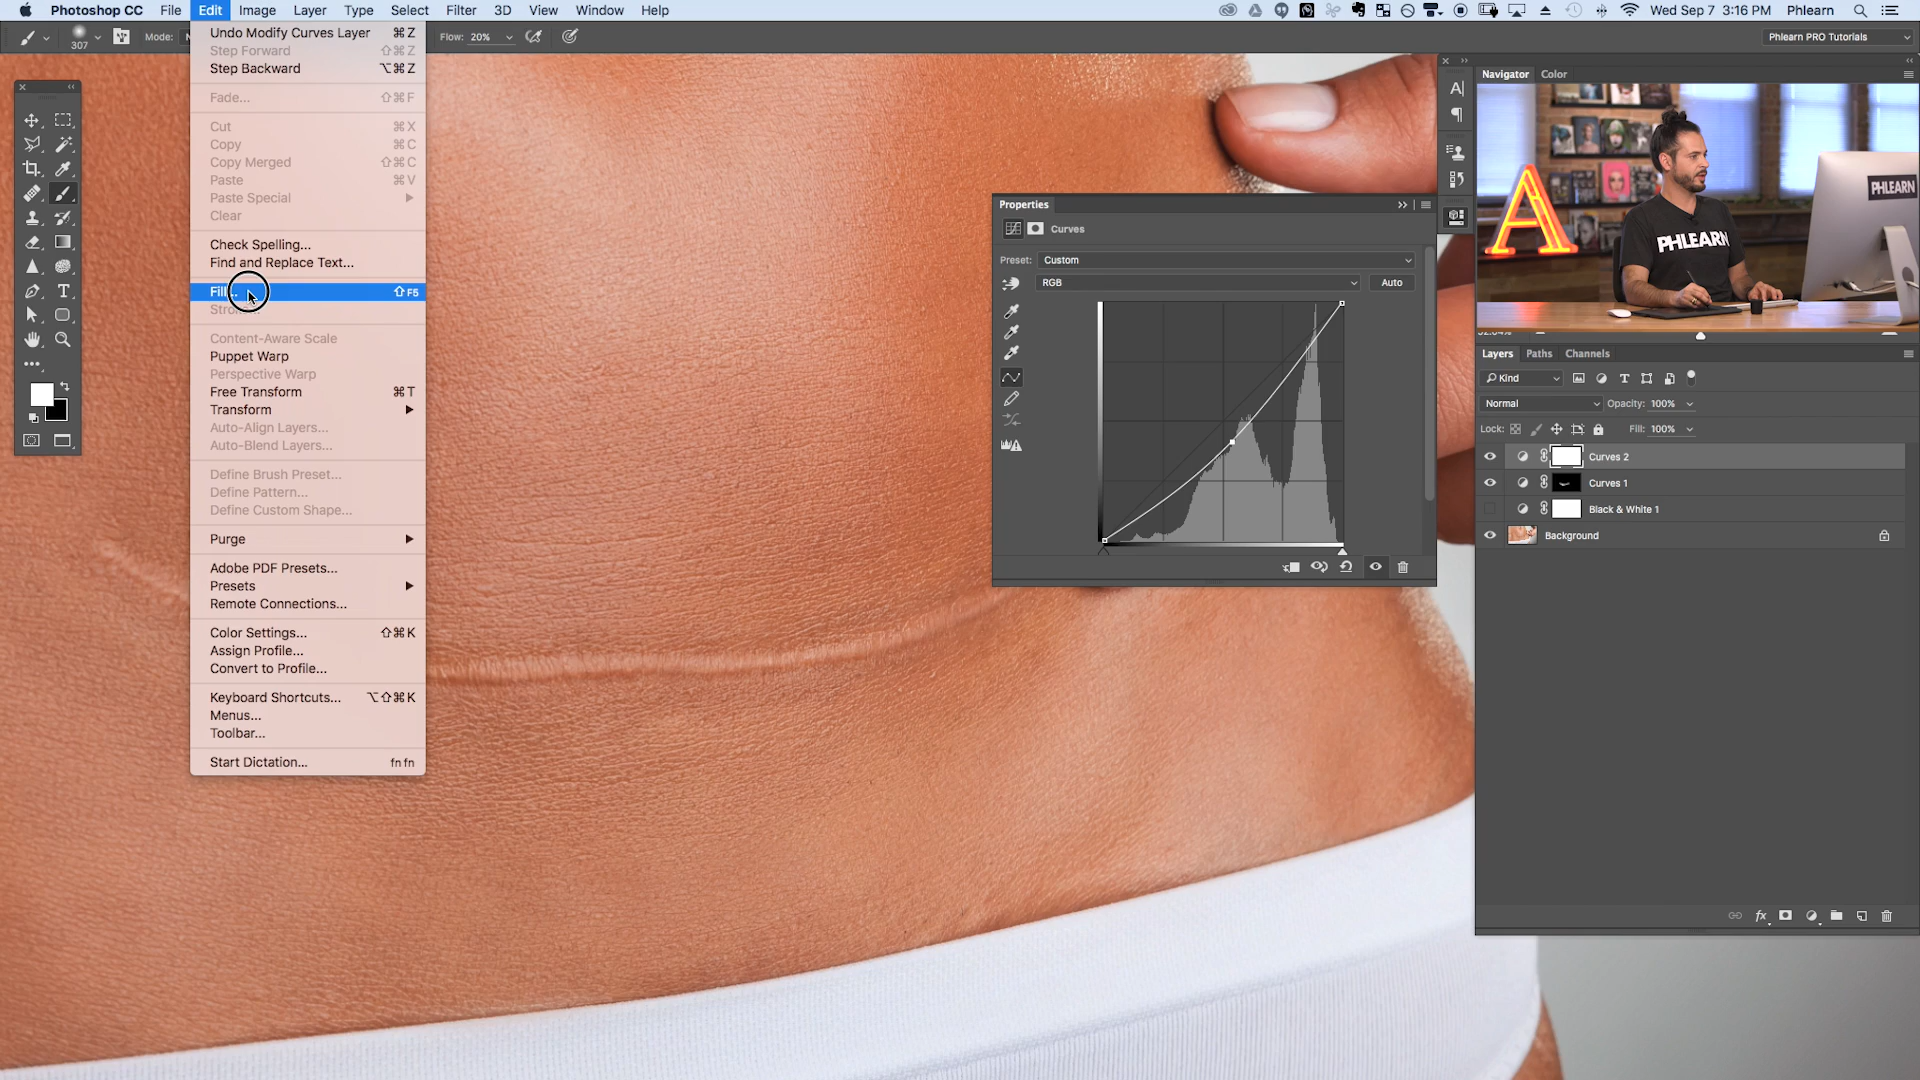 Photoshop CC File Edit Image Layer Type Select Filter 3D View Window Help Wed Sep 7 3:16 PM Phlearn
307 Mode: Flow: 20% Phlearn PRO Tutorials
Undo Modify Curves Layer ⌘Z
Step Forward ⇧⌘F
Step Backward ⌥⌘Z
Fade... ⇧⌘F
Cut ⌘X
Copy ⌘C
Copy Merged ⇧⌘C
Paste ⌘V
Paste Special
Clear
Check Spelling...
Find and Replace Text...
Fill... ⇧F5
Content-Aware Scale
Puppet Warp
Perspective Warp
Free Transform ⌘T
Transform
Auto-Align Layers...
Auto-Blend Layers...
Define Brush Preset...
Define Pattern...
Define Custom Shape...
Purge
Adobe PDF Presets...
Presets
Remote Connections...
Color Settings... ⇧⌘K
Assign Profile...
Convert to Profile...
Keyboard Shortcuts... ⌥⇧⌘K
Menus...
Toolbar...
Start Dictation... fn fn
Properties
Curves
Preset: Custom
RGB Auto
Navigator Color
PHLEARN
PHLEARN
Layers Paths Channels
Kind
Normal Opacity: 100%
Lock: Fill: 100%
Curves 2
Curves 1
Black & White 1
Background
fx